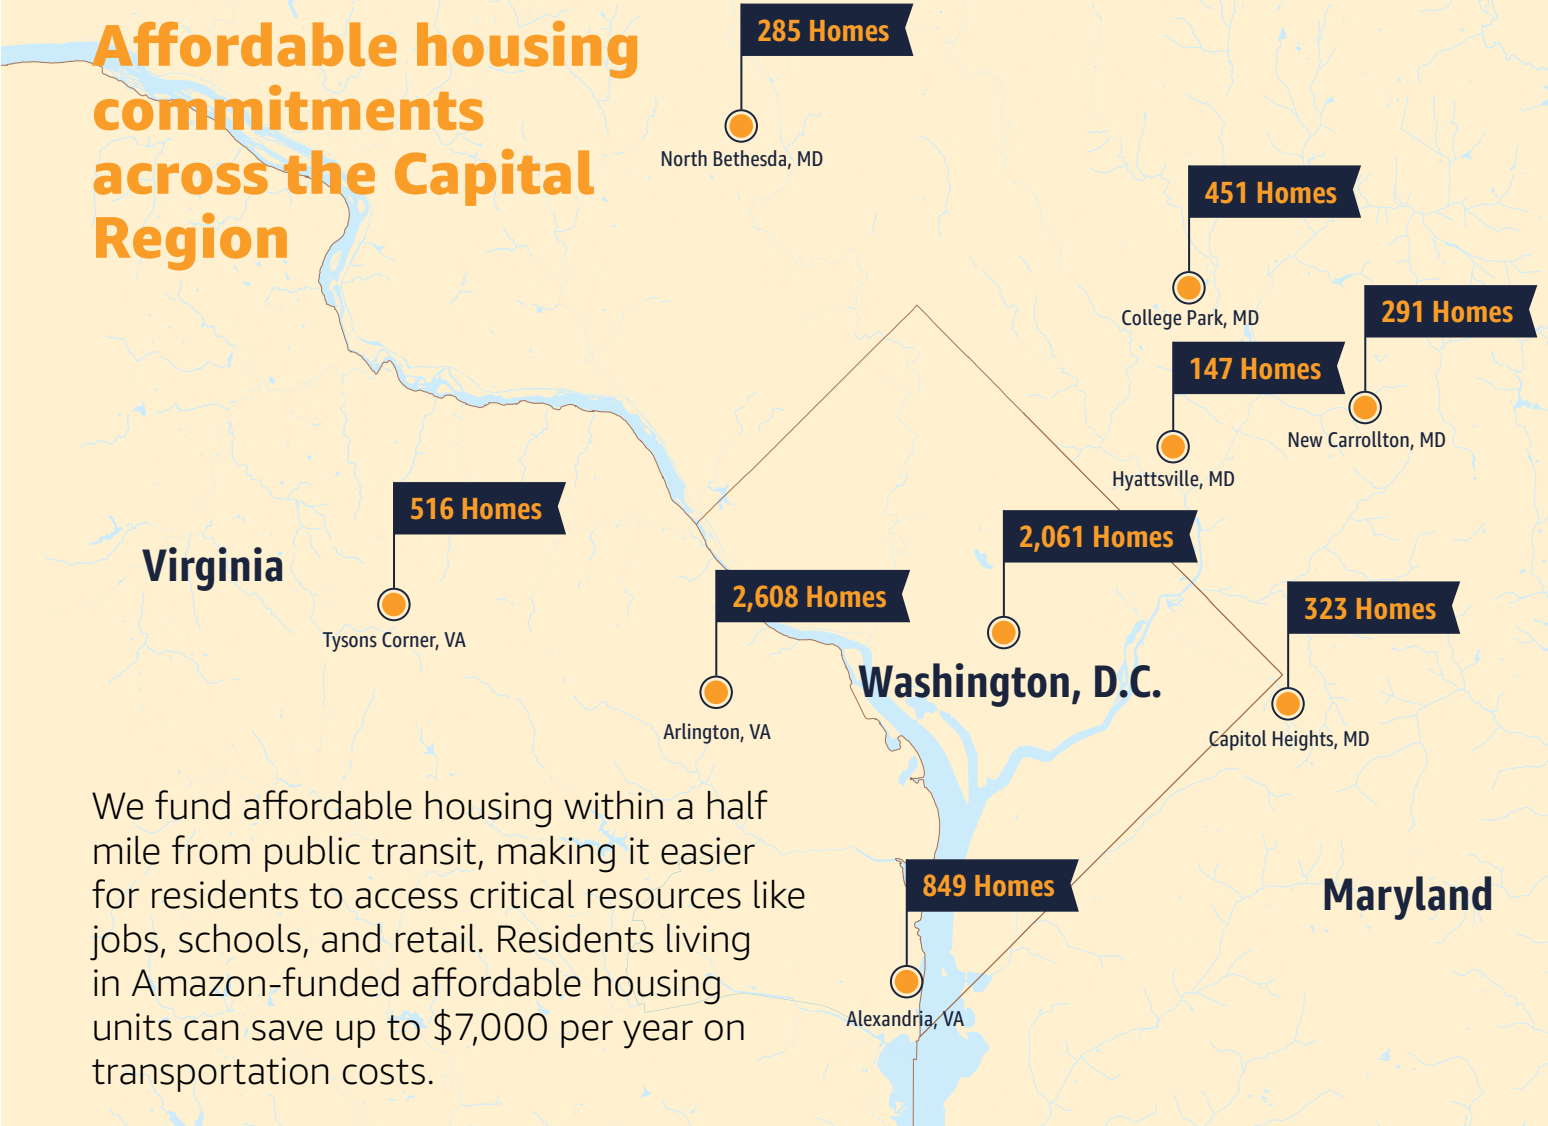 Affordable housing
commitments
across the Capital
Region
285 Homes
North Bethesda, MD
451 Homes
College Park, MD
291 Homes
New Carrollton, MD
147 Homes
Hyattsville, MD
516 Homes
Tysons Corner, VA
Virginia
2,061 Homes
Washington, D.C.
2,608 Homes
Arlington, VA
323 Homes
Capitol Heights, MD
849 Homes
Alexandria, VA
Maryland
We fund affordable housing within a half
mile from public transit, making it easier
for residents to access critical resources like
jobs, schools, and retail. Residents living
in Amazon-funded affordable housing
units can save up to $7,000 per year on
transportation costs.